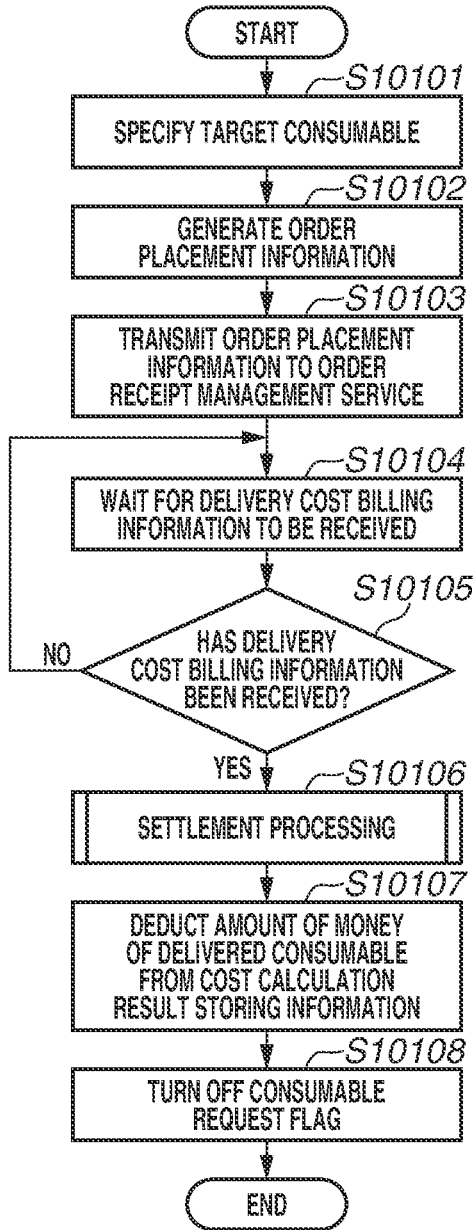 START
S10101
SPECIFY TARGET CONSUMABLE
S10102
GENERATE ORDER
PLACEMENT INFORMATION
S10103
TRANSMIT ORDER PLACEMENT
INFORMATION TO ORDER
RECEIPT MANAGEMENT SERVICE
S10104
WAIT FOR DELIVERY COST BILLING
INFORMATION TO BE RECEIVED
S10105
HAS DELIVERY
COST BILLING INFORMATION
BEEN RECEIVED?
NO
YES
S10106
SETTLEMENT PROCESSING
S10107
DEDUCT AMOUNT OF MONEY
OF DELIVERED CONSUMABLE
FROM COST CALCULATION
RESULT STORING INFORMATION
S10108
TURN OFF CONSUMABLE
REQUEST FLAG
END